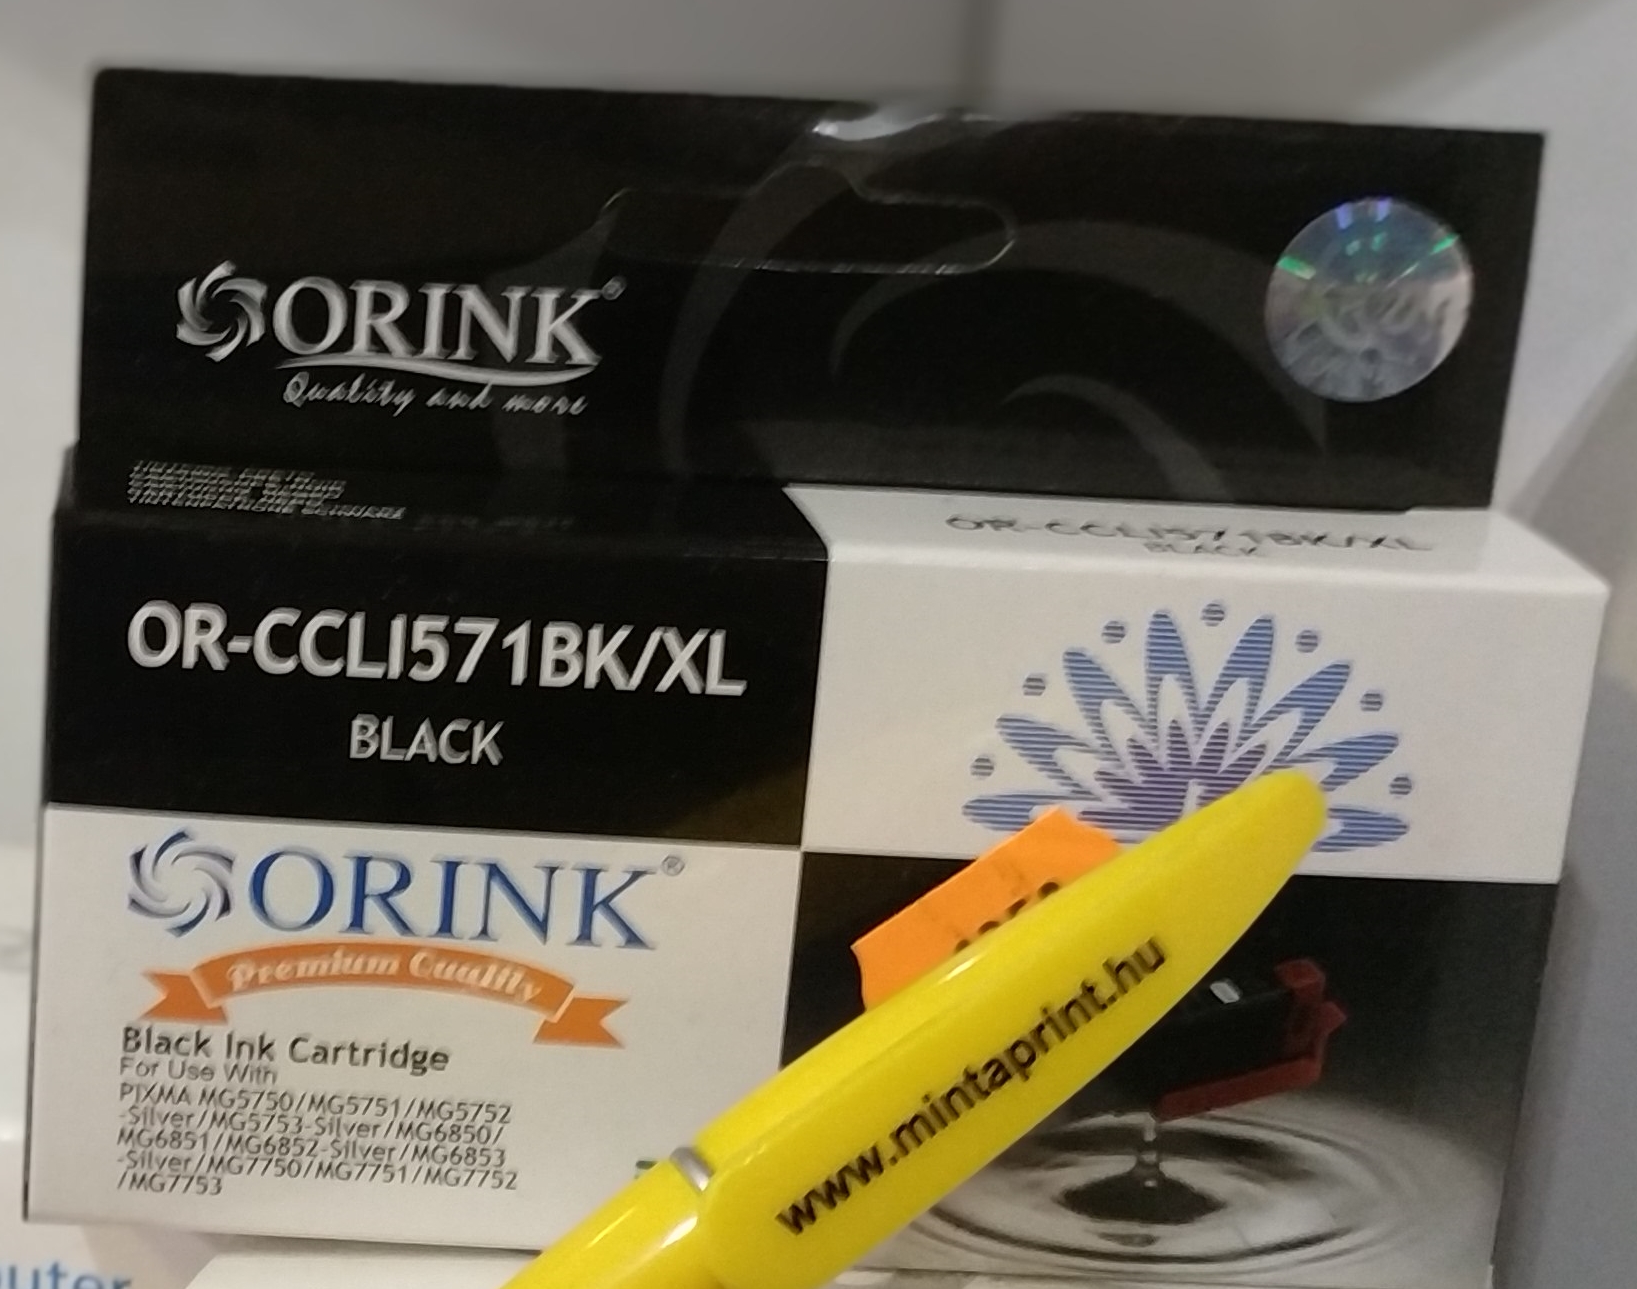 ORINK®
Quality and more
OR-CCLI571BK/XL
BLACK
OR-CCLI571BK/XL
BLACK
ORINK®
Premium Quality
Black Ink Cartridge
For Use With
PIXMA MG5750/MG5751/MG5752
-Silver/MG5753-Silver/MG6850/
MG6851/MG6852-Silver/MG6853
-Silver/MG7750/MG7751/MG7752
/MG7753
www.mintaprint.hu